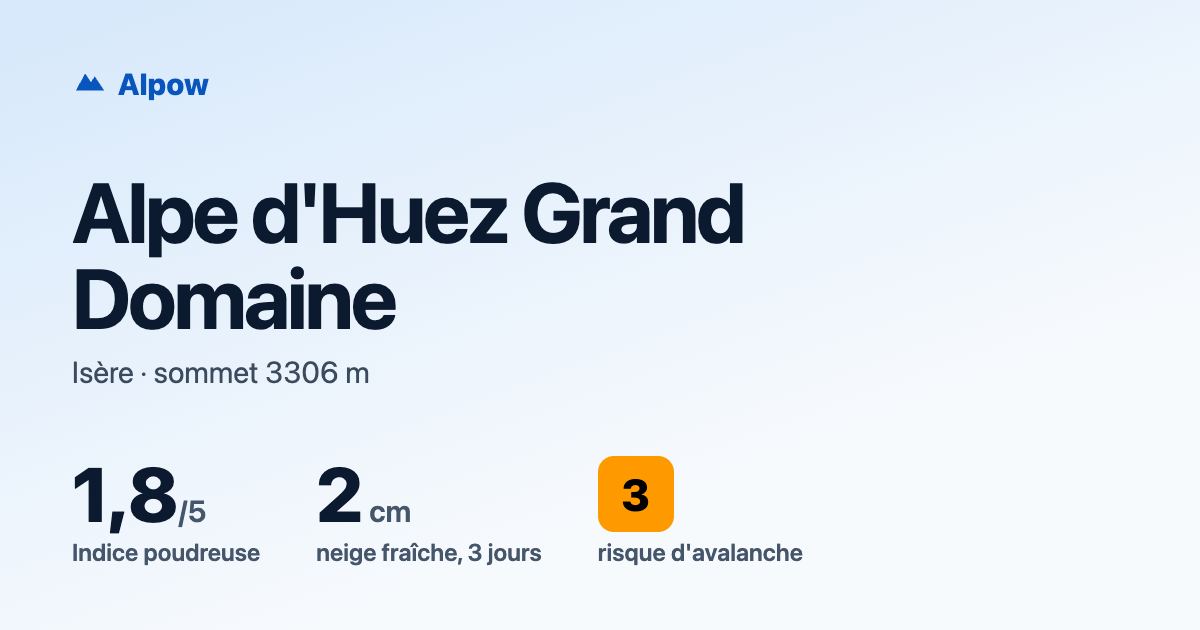 Alpow
Alpe d'Huez Grand
Domaine
Isère · sommet 3306 m
1,8/5
2 cm
3
Indice poudreuse
neige fraîche, 3 jours
risque d'avalanche